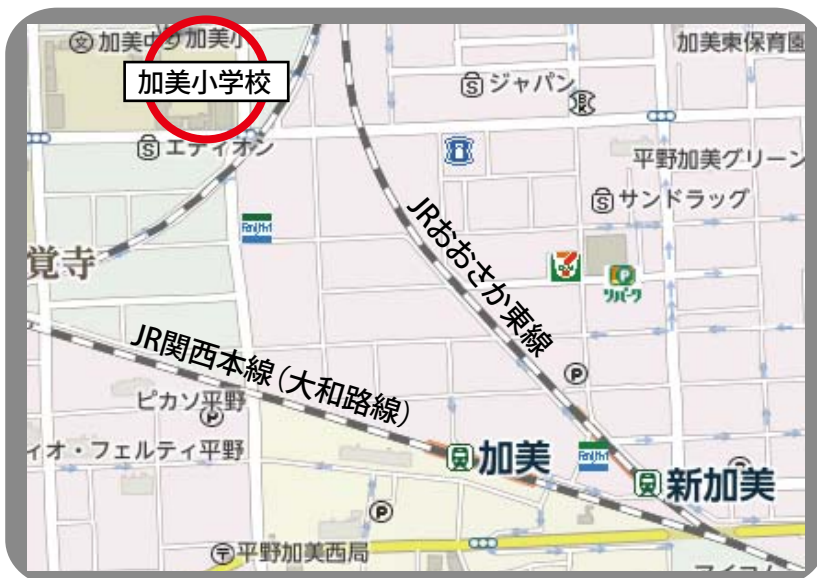 加美小
加美東保育園
加美小学校
ジャパン
エディオン
平野加美グリーン
サンドラッグ
覚寺
JRおおさか東線
JR関西本線（大和路線）
ピカソ平野
ィオ・フェルティ平野
加美
新加美
平野加美西局